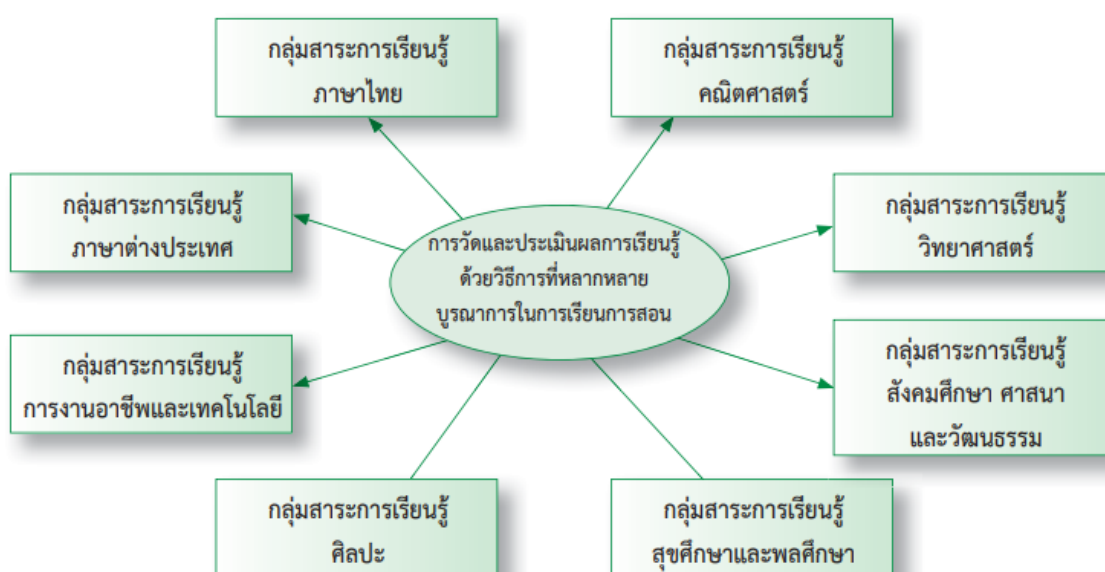 กลุ่มสาระการเรียนรู้
ภาษาไทย
กลุ่มสาระการเรียนรู้
คณิตศาสตร์
กลุ่มสาระการเรียนรู้
ภาษาต่างประเทศ
การวัดและประเมินผลการเรียนรู้
ด้วยวิธีการที่หลากหลาย
บูรณาการในการเรียนการสอน
กลุ่มสาระการเรียนรู้
วิทยาศาสตร์
กลุ่มสาระการเรียนรู้
การงานอาชีพและเทคโนโลยี
กลุ่มสาระการเรียนรู้
สังคมศึกษา ศาสนา
และวัฒนธรรม
กลุ่มสาระการเรียนรู้
ศิลปะ
กลุ่มสาระการเรียนรู้
สุขศึกษาและพลศึกษา